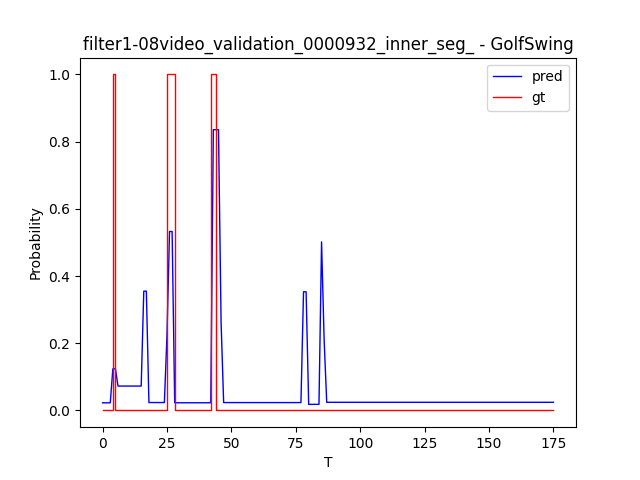 filter1-08video_validation_0000932_inner_seg_ - GolfSwing
pred
gt
1.0
0.8
0.6
0.4
0.2
0.0
Probability
0 25 50 75 100 125 150 175
T